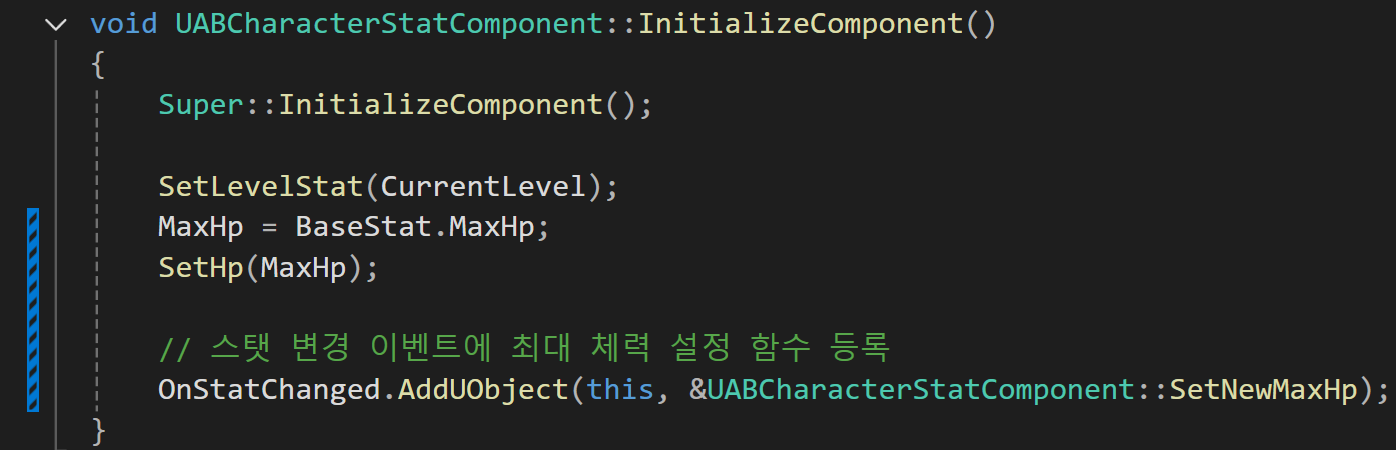 void UABCharacterStatComponent::InitializeComponent()
{
Super::InitializeComponent();
SetLevelStat(CurrentLevel);
MaxHp = BaseStat.MaxHp;
SetHp(MaxHp);
// 스탯 변경 이벤트에 최대 체력 설정 함수 등록
OnStatChanged.AddUObject(this, &UABCharacterStatComponent::SetNewMaxHp);
}